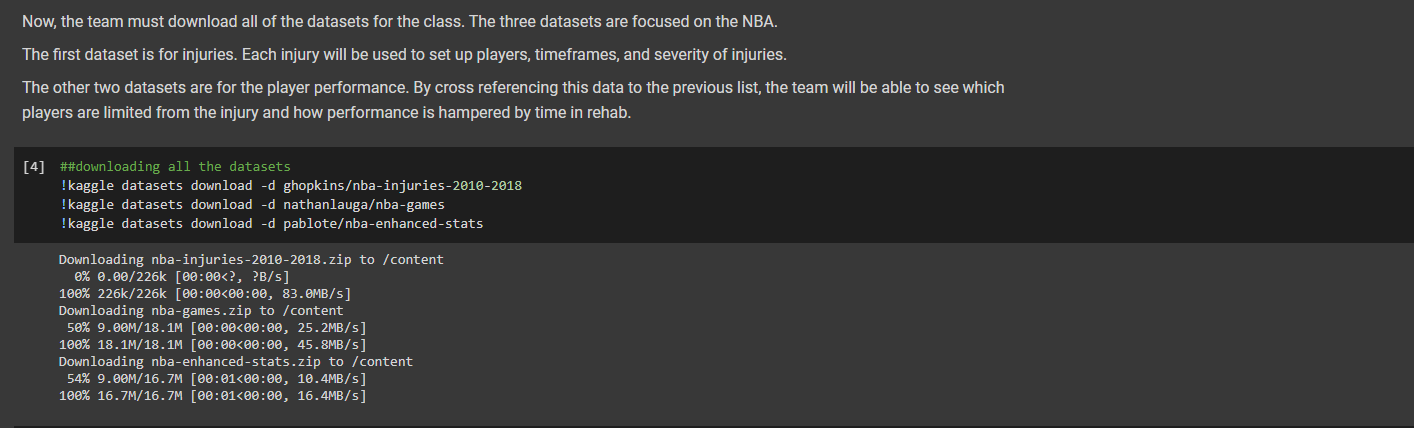 Now, the team must download all of the datasets for the class. The three datasets are focused on the NBA.
The first dataset is for injuries. Each injury will be used to set up players, timeframes, and severity of injuries.
The other two datasets are for the player performance. By cross referencing this data to the previous list, the team will be able to see which
players are limited from the injury and how performance is hampered by time in rehab.
[4] ##downloading all the datasets
!kaggle datasets download -d ghopkins/nba-injuries-2010-2018
!kaggle datasets download -d nathanlauga/nba-games
!kaggle datasets download -d pablote/nba-enhanced-stats
Downloading nba-injuries-2010-2018.zip to /content
  0% 0.00/226k [00:00<?, ?B/s]
100% 226k/226k [00:00<00:00, 83.0MB/s]
Downloading nba-games.zip to /content
 50% 9.00M/18.1M [00:00<00:00, 25.2MB/s]
100% 18.1M/18.1M [00:00<00:00, 45.8MB/s]
Downloading nba-enhanced-stats.zip to /content
 54% 9.00M/16.7M [00:01<00:00, 10.4MB/s]
100% 16.7M/16.7M [00:01<00:00, 16.4MB/s]